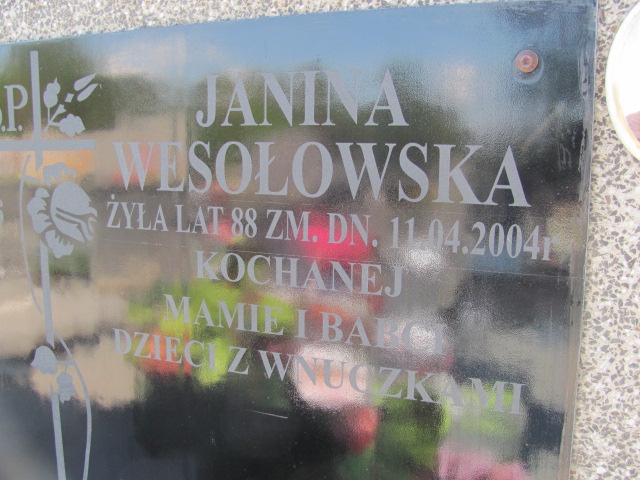 Ś.P.
JANINA
WESOŁOWSKA
ŻYŁA LAT 88 ZM. DN. 11.04.2004r
KOCHANEJ
MAMIE I BABCI
DZIECI Z WNUCZKAMI